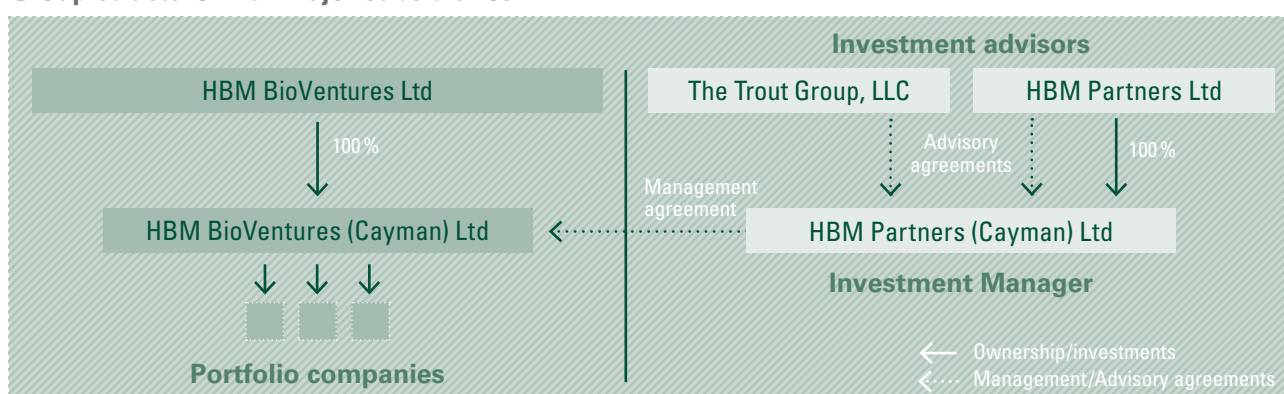 Investment advisors
HBM BioVentures Ltd
The Trout Group, LLC
HBM Partners Ltd
100%
Advisory
agreements
100%
Management
agreement
HBM BioVentures (Cayman) Ltd
HBM Partners (Cayman) Ltd
Investment Manager
Portfolio companies
Ownership/investments
Management/Advisory agreements